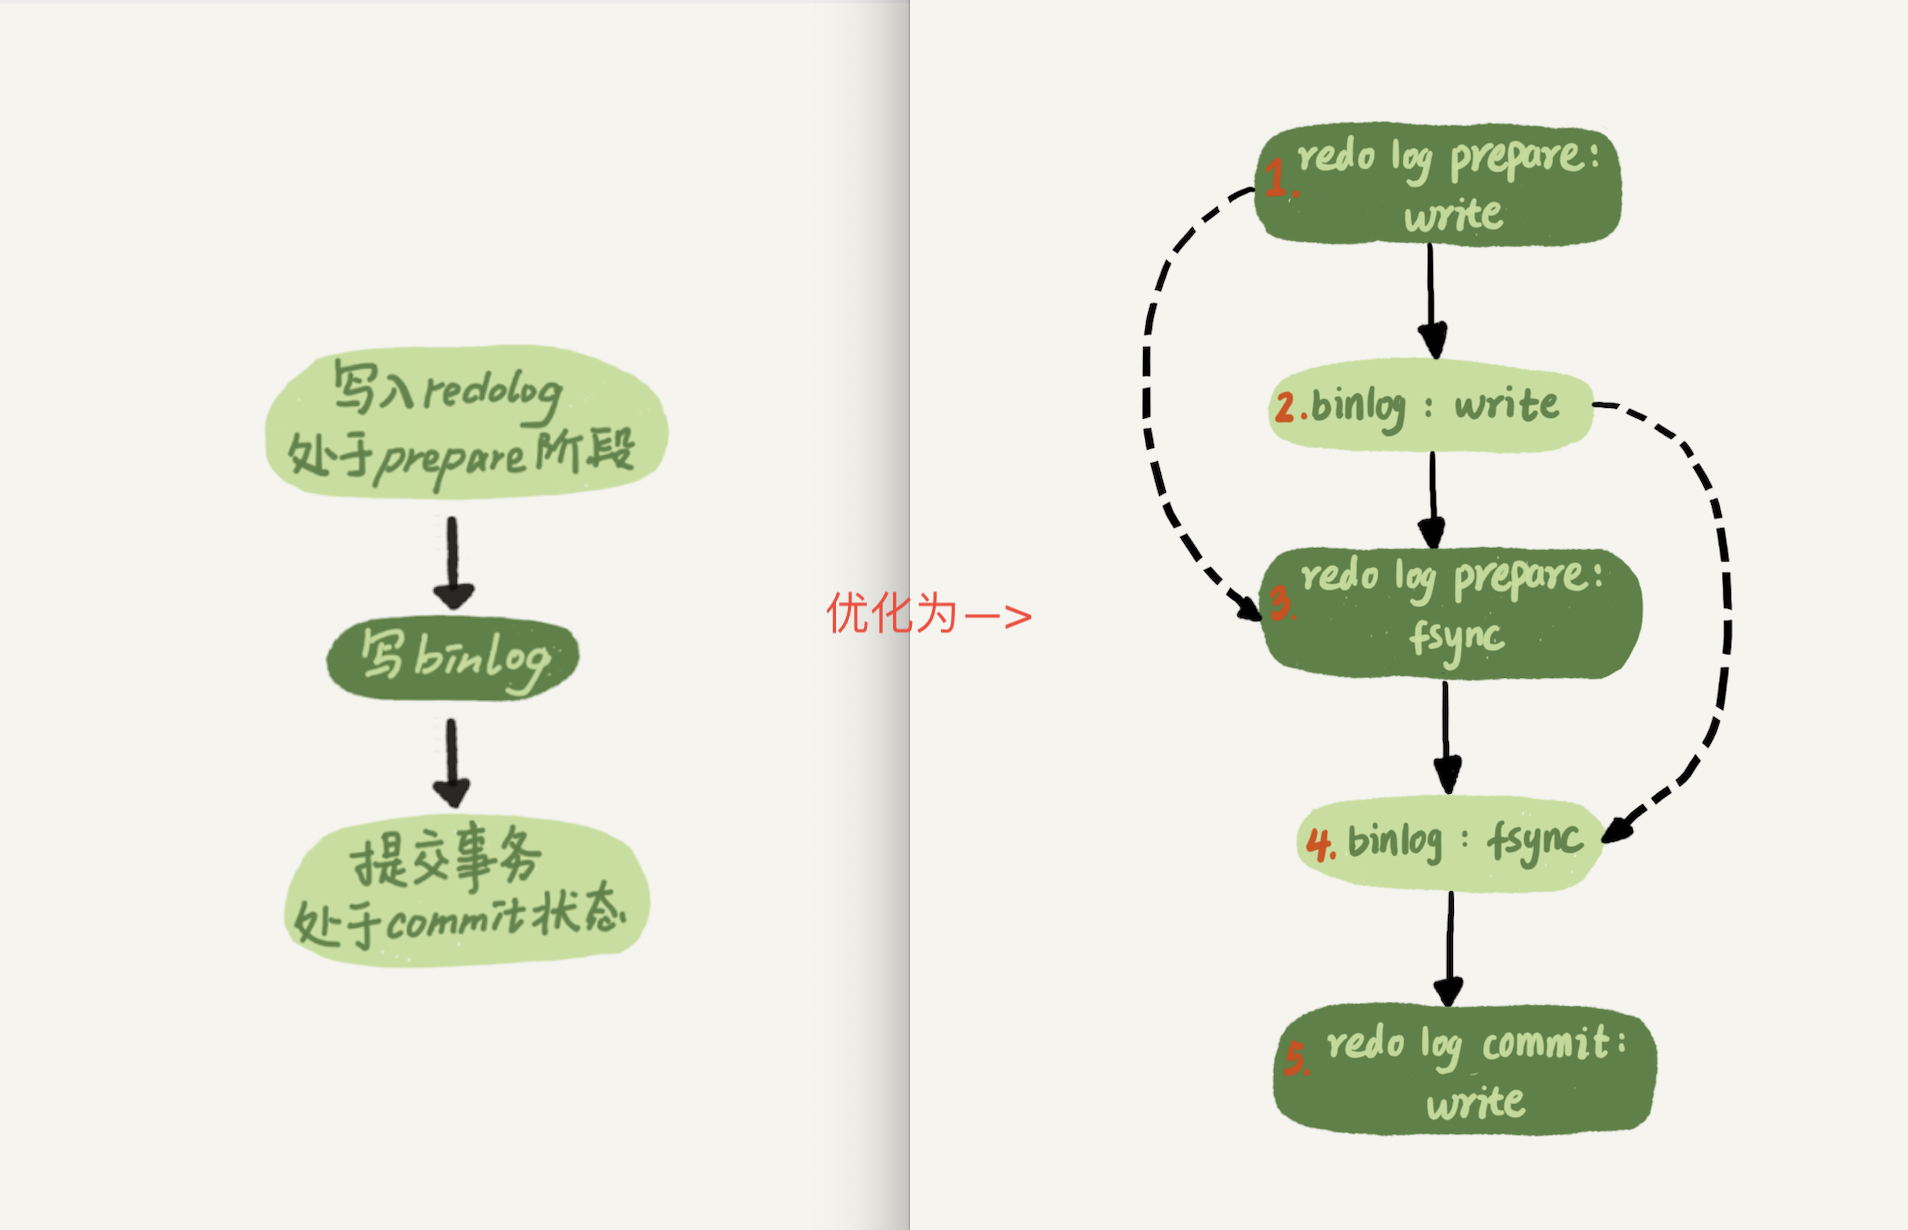 写入redolog
处于prepare阶段
写binlog
提交事务
处于commit状态
优化为—>
1. redo log prepare:
write
2.binlog : write
3. redo log prepare:
fsync
4. binlog : fsync
5. redo log commit:
write